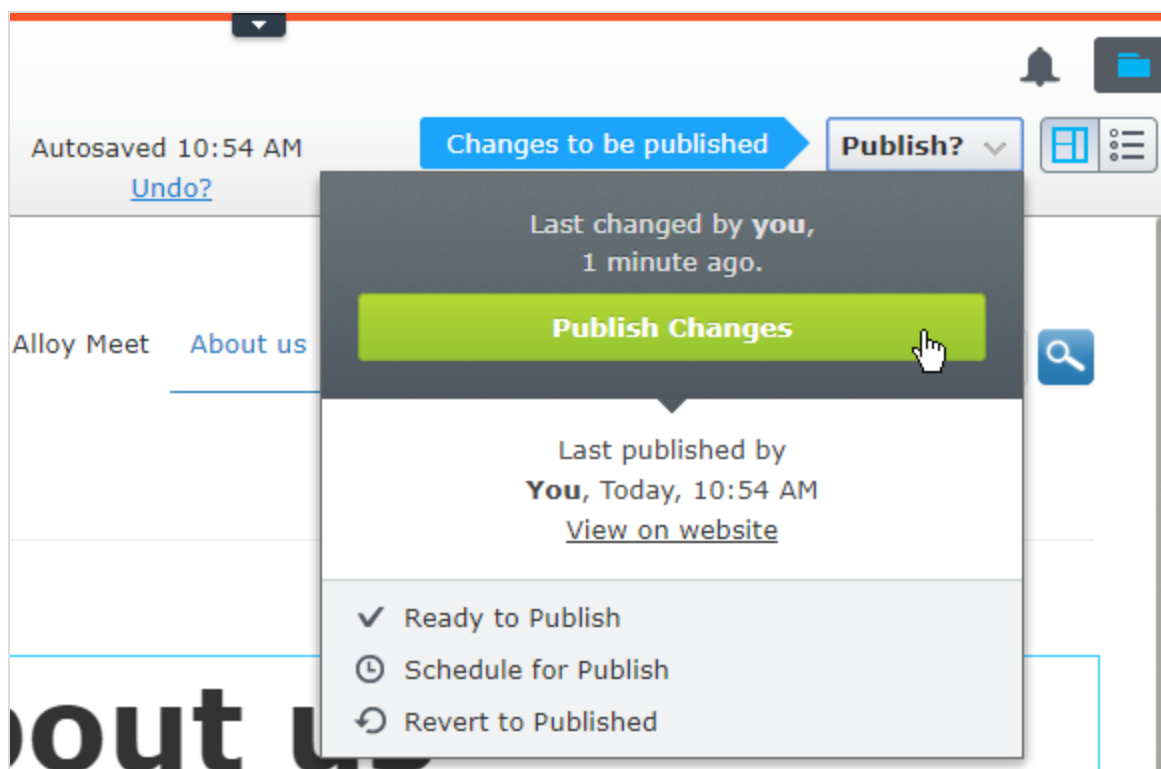 Autosaved 10:54 AM
Undo?
Changes to be published
Publish?
Last changed by you,
1 minute ago.
Publish Changes
Alloy Meet
About us
Last published by
You, Today, 10:54 AM
View on website
Ready to Publish
Schedule for Publish
Revert to Published
bout us